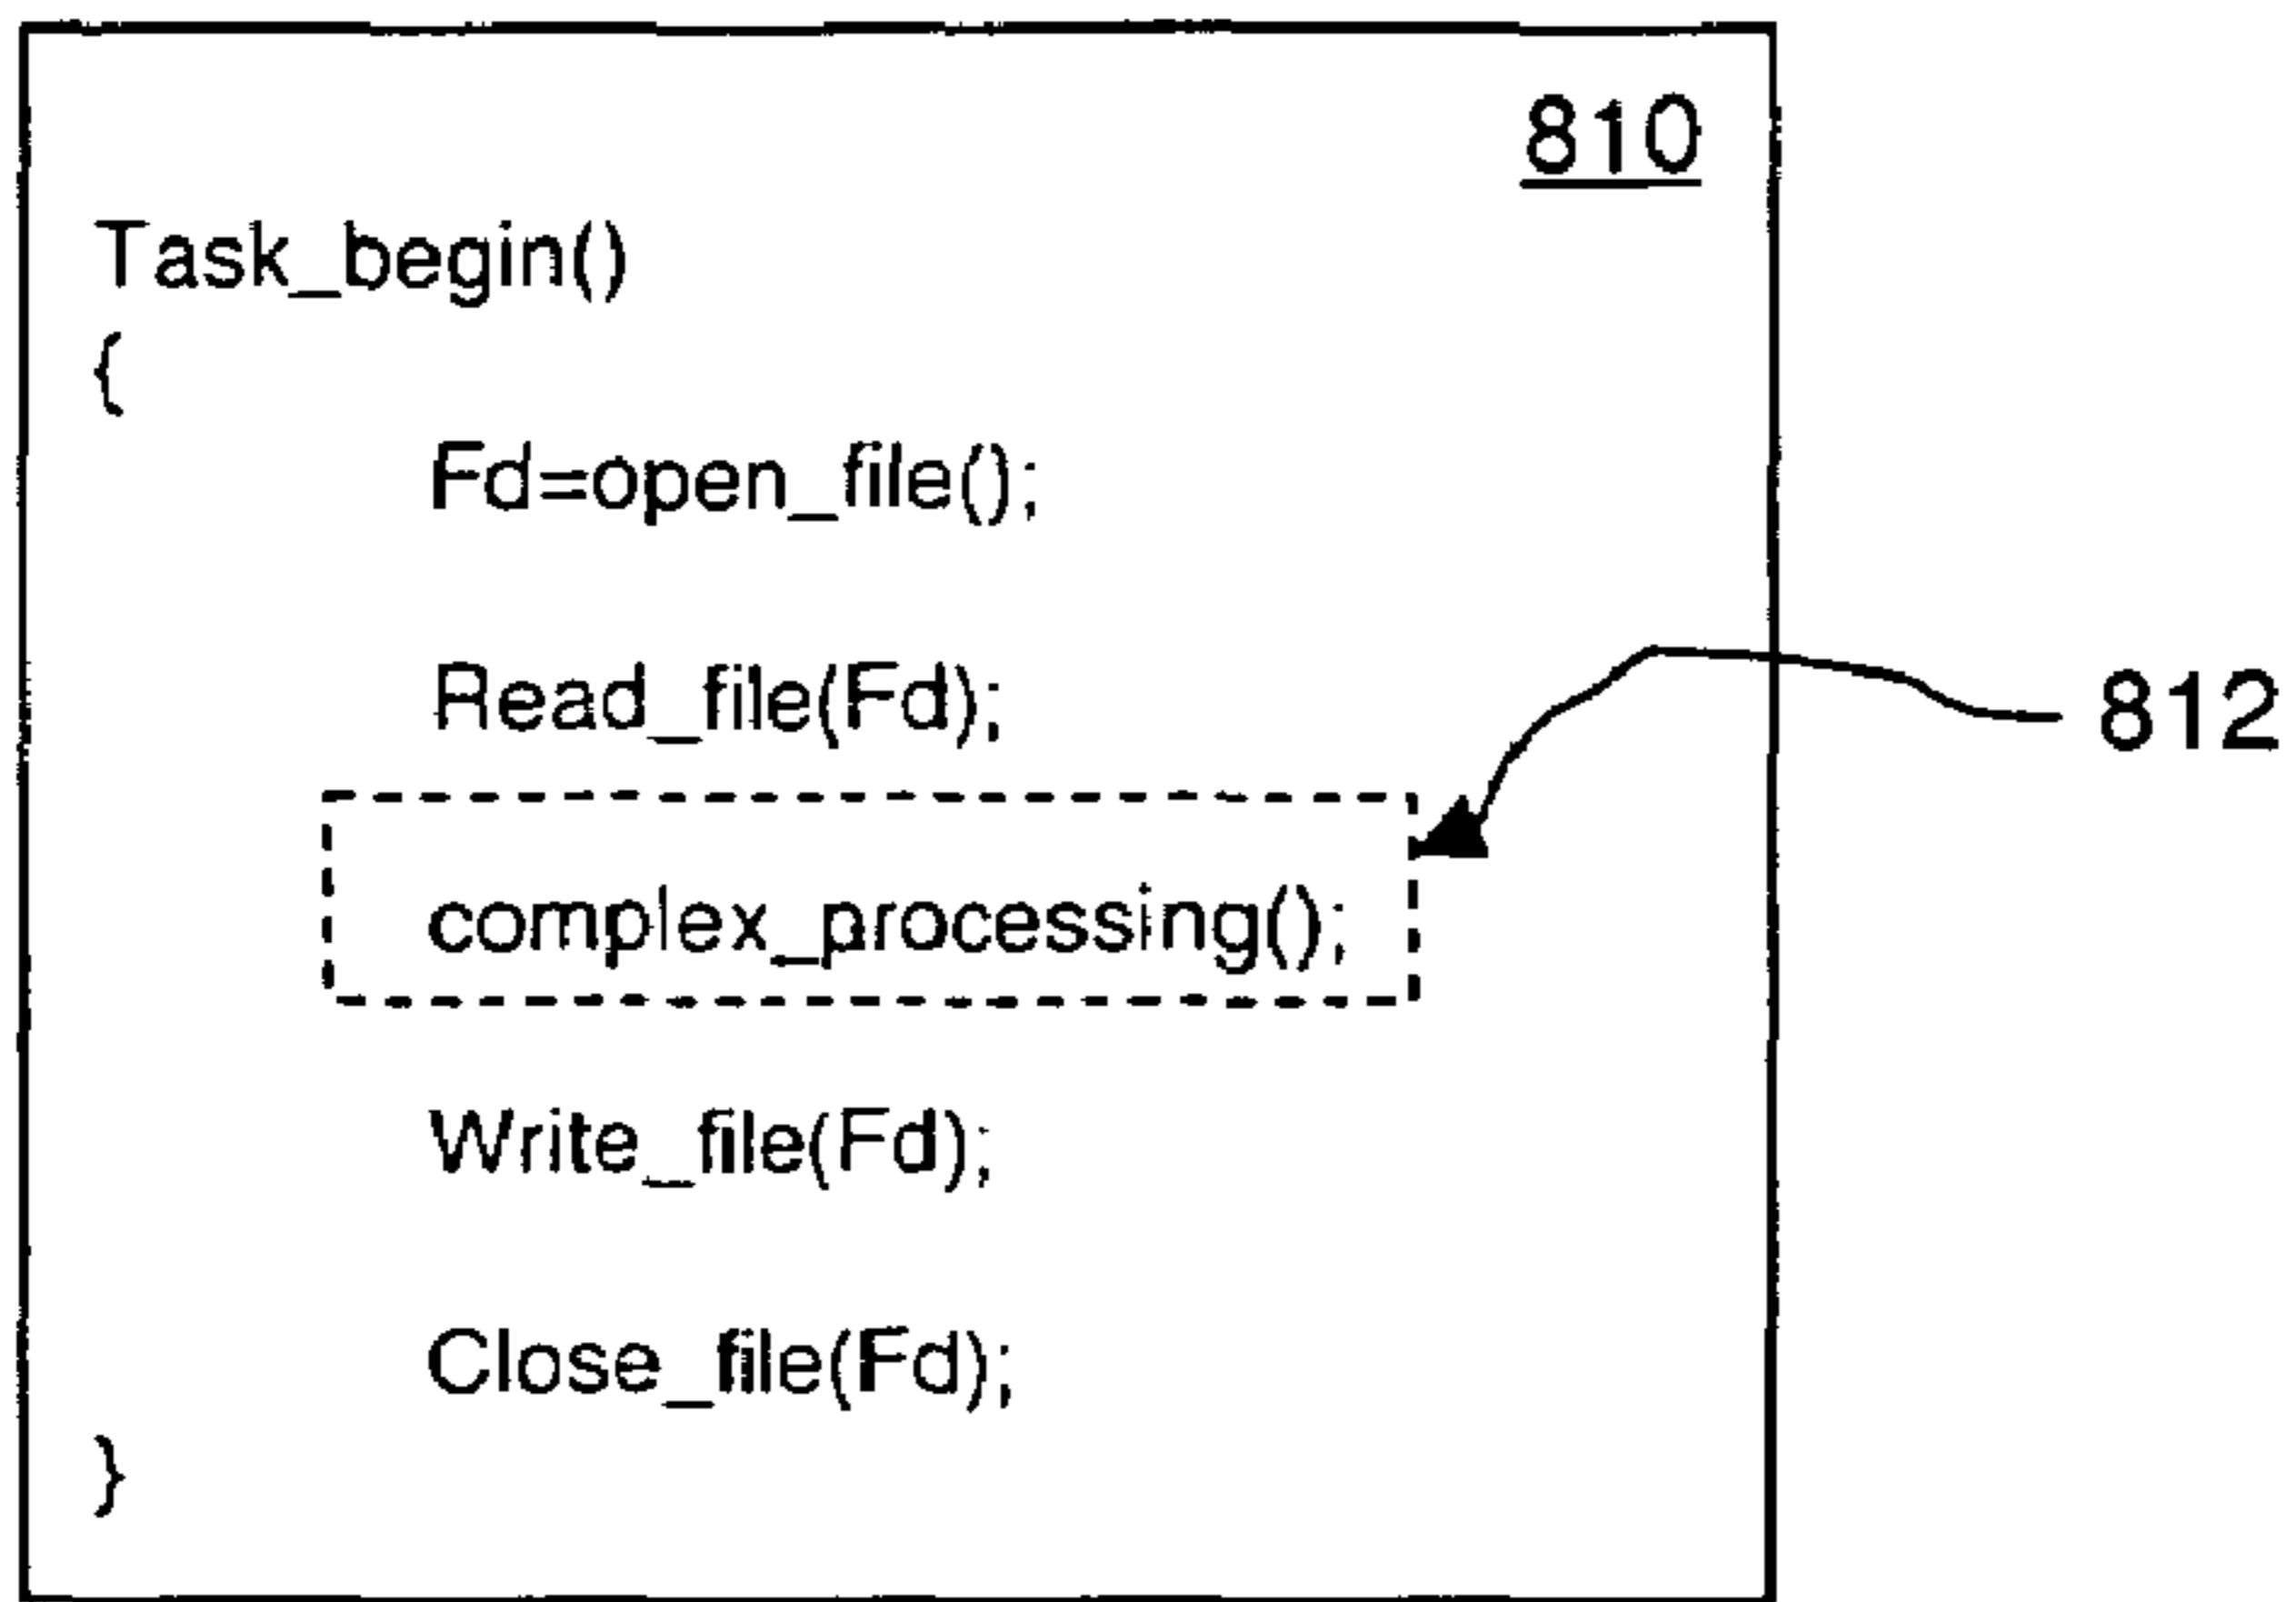 810
Task_begin()
{
Fd=open_file();
Read_file(Fd);
812
complex_processing();
Write_file(Fd);
Close_file(Fd);
}